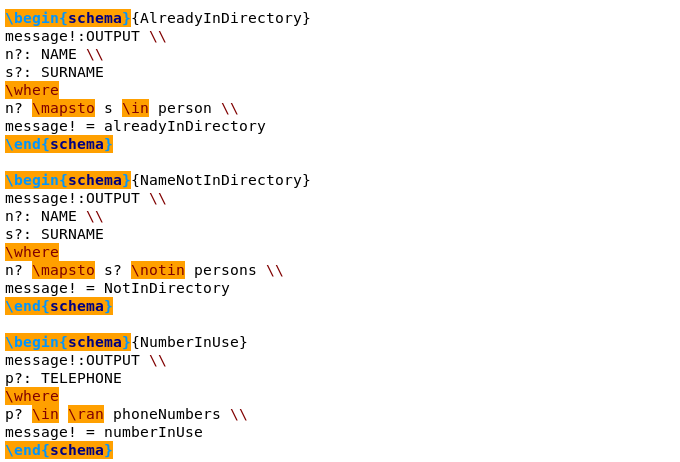 \begin{schema}{AlreadyInDirectory}
message!:OUTPUT \\
n?: NAME \\
s?: SURNAME
\where
n? \mapsto s \in person \\
message! = alreadyInDirectory
\end{schema}

\begin{schema}{NameNotInDirectory}
message!:OUTPUT \\
n?: NAME \\
s?: SURNAME
\where
n? \mapsto s? \notin persons \\
message! = NotInDirectory
\end{schema}

\begin{schema}{NumberInUse}
message!:OUTPUT \\
p?: TELEPHONE
\where
p? \in \ran phoneNumbers \\
message! = numberInUse
\end{schema}